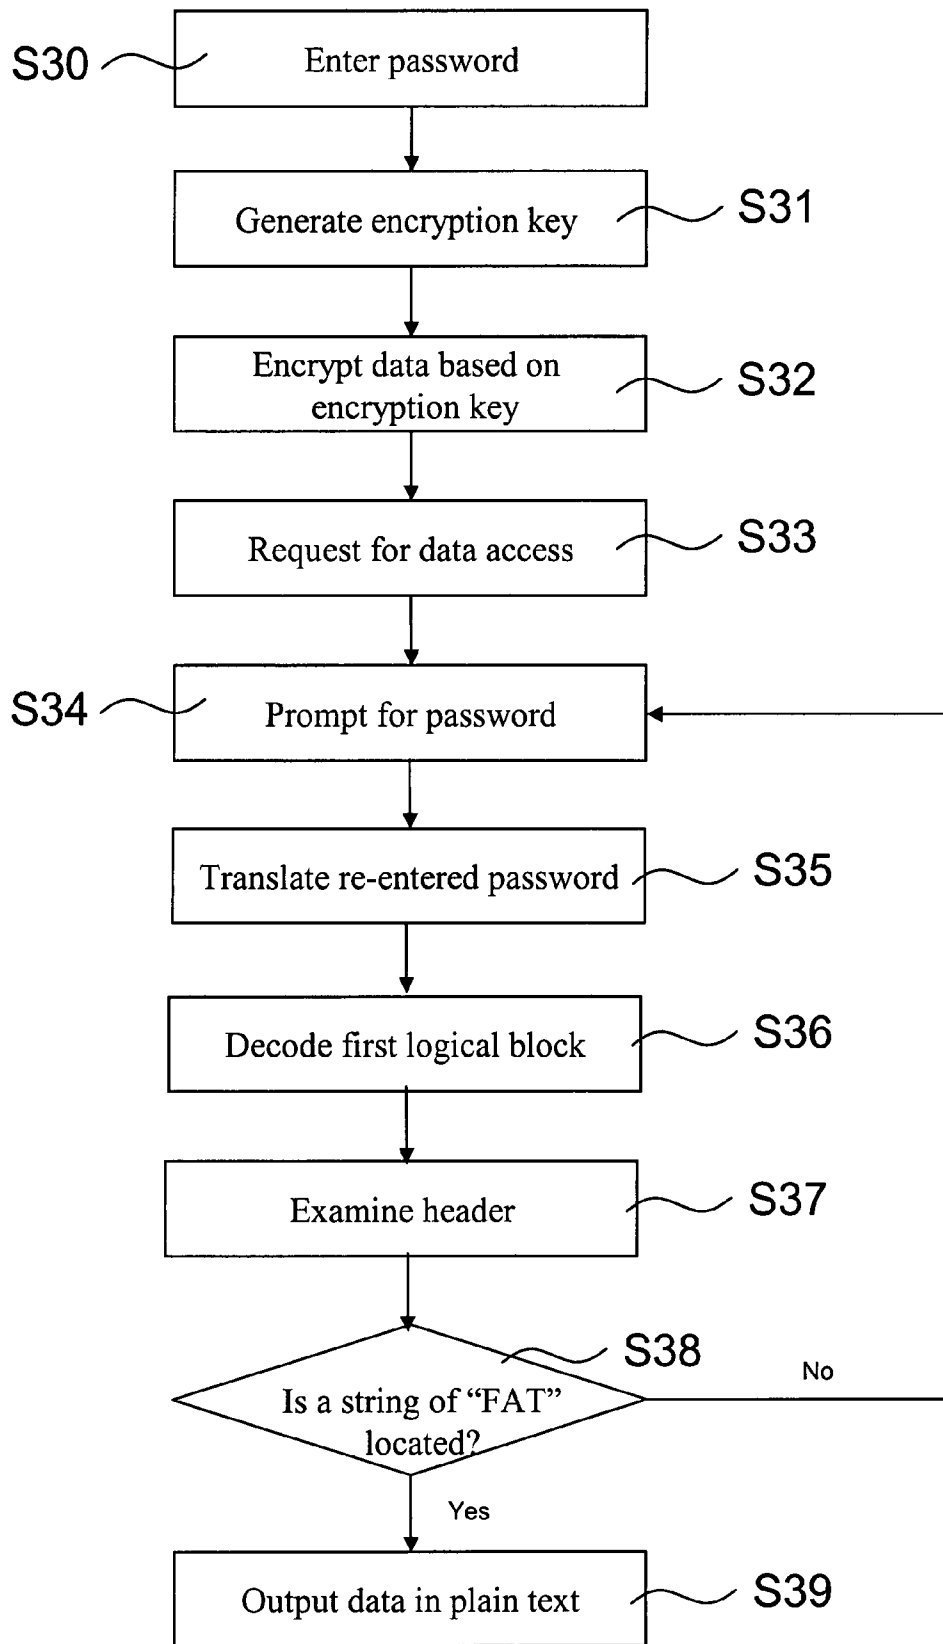 S30
Enter password
Generate encryption key
S31
Encrypt data based on
encryption key
S32
Request for data access
S33
S34
Prompt for password
Translate re-entered password
S35
Decode first logical block
S36
Examine header
S37
S38
Is a string of “FAT”
located?
No
Yes
Output data in plain text
S39